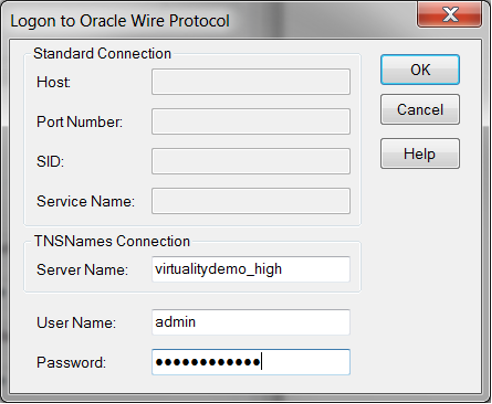 Logon to Oracle Wire Protocol
Standard Connection
Host:
Port Number:
SID:
Service Name:
TNSNames Connection
Server Name: virtualitydemo_high
User Name: admin
Password: ●●●●●●●●●●●●
OK
Cancel
Help